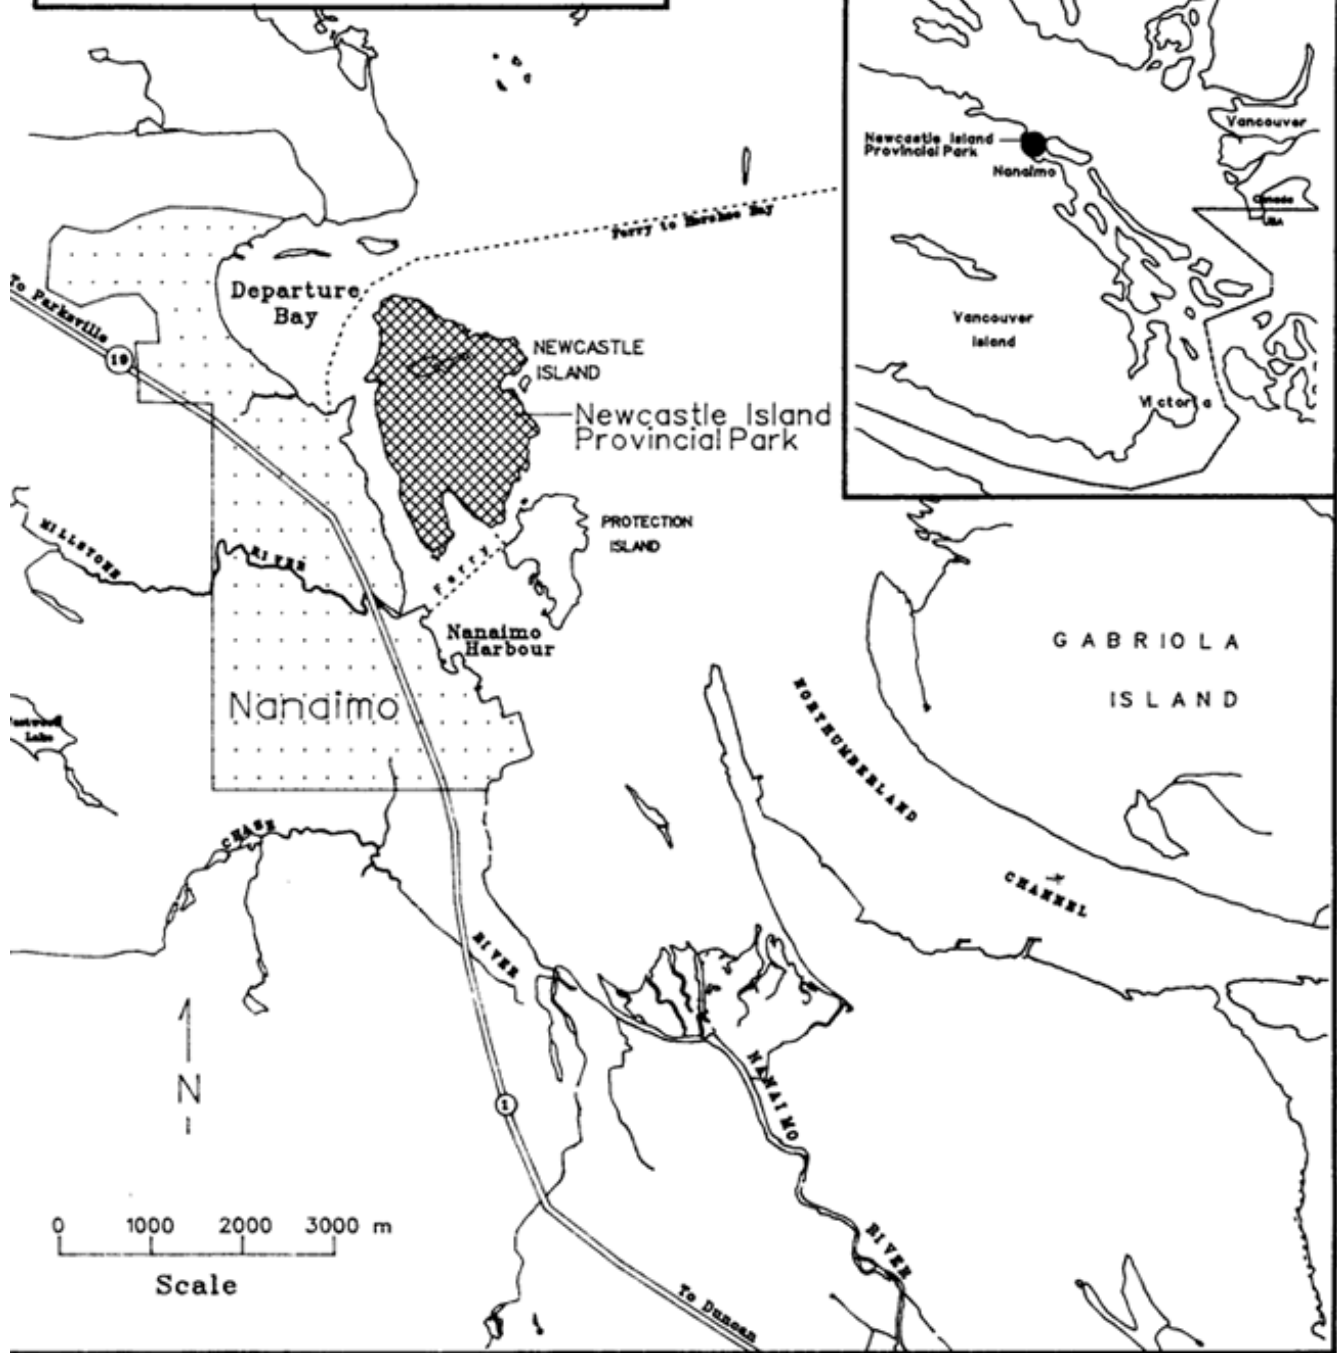 Vancouver
Newcastle Island
Provincial Park
Nanaimo
Canada
USA
Vancouver
Island
Victoria
Ferry to Horshoe Bay
To Parksville
19
Departure
Bay
NEWCASTLE
ISLAND
Newcastle Island
Provincial Park
PROTECTION
ISLAND
MILLSTONE
RIVER
Ferry
Nanaimo
Harbour
Nanaimo
Lake
GABRIOLA
ISLAND
NORTHUMBERLAND
CHANNEL
CHASE
RIVER
N
1
NANAIMO
RIVER
0 1000 2000 3000 m
Scale
To Duncan